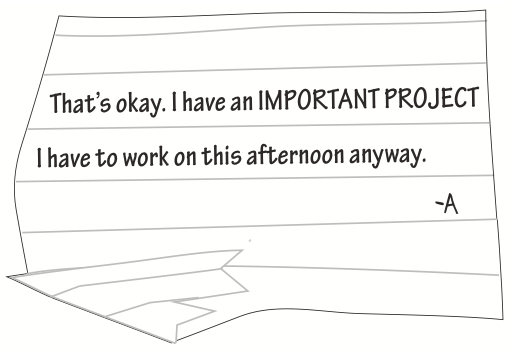 That's okay. I have an IMPORTANT PROJECT
I have to work on this afternoon anyway.
-A